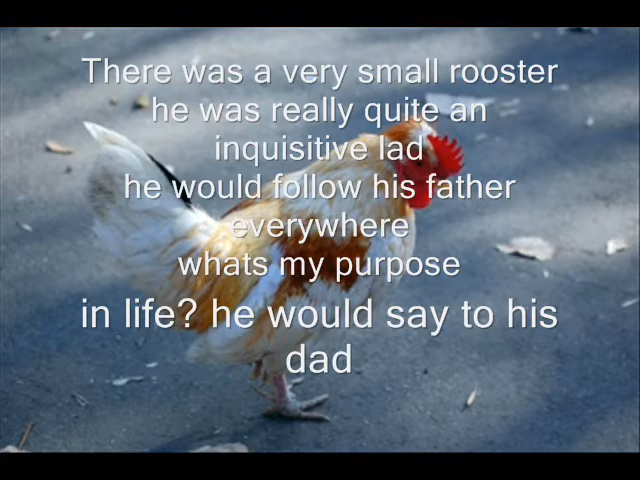 There was a very small rooster
he was really quite an
inquisitive lad
he would follow his father
everywhere
whats my purpose
in life? he would say to his
dad